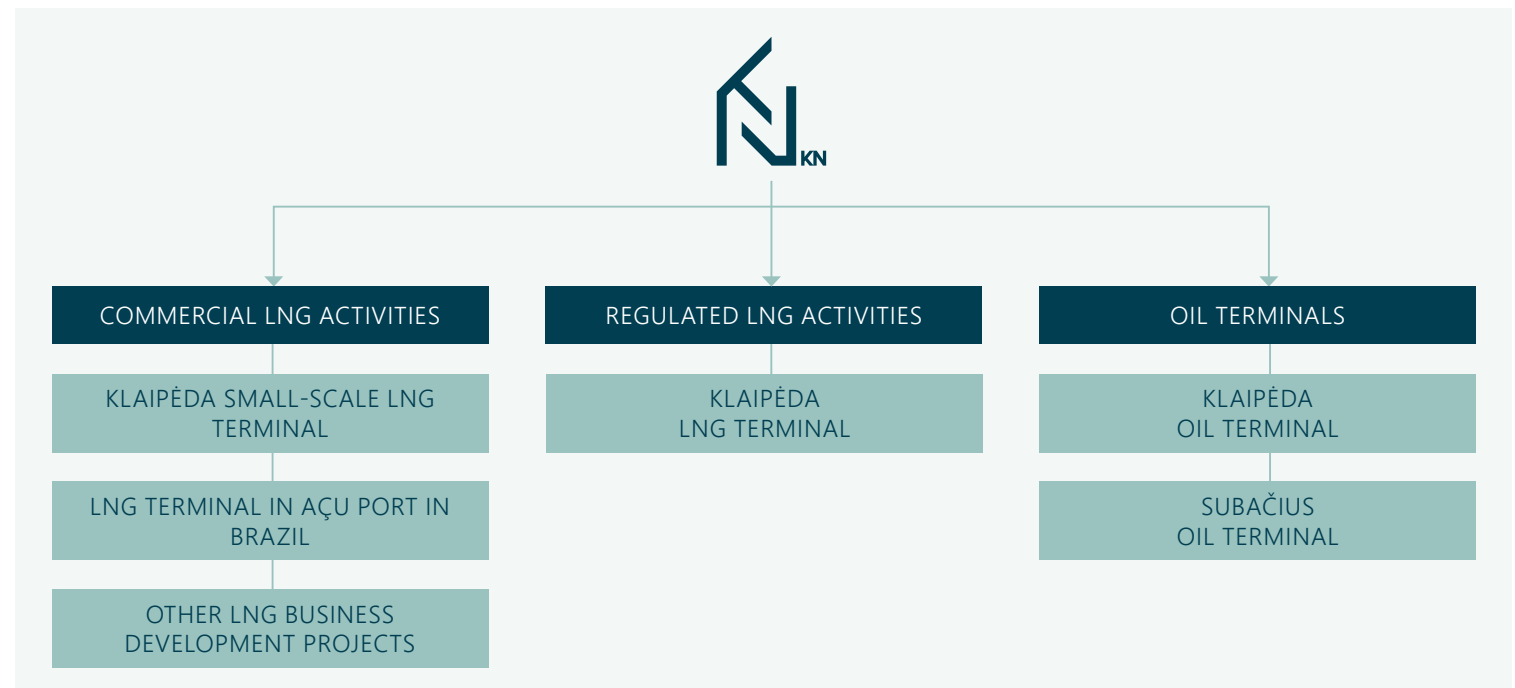 KN
COMMERCIAL LNG ACTIVITIES
KLAIPĖDA SMALL-SCALE LNG
TERMINAL
LNG TERMINAL IN AÇU PORT IN
BRAZIL
OTHER LNG BUSINESS
DEVELOPMENT PROJECTS
REGULATED LNG ACTIVITIES
KLAIPĖDA
LNG TERMINAL
OIL TERMINALS
KLAIPĖDA
OIL TERMINAL
SUBAČIUS
OIL TERMINAL